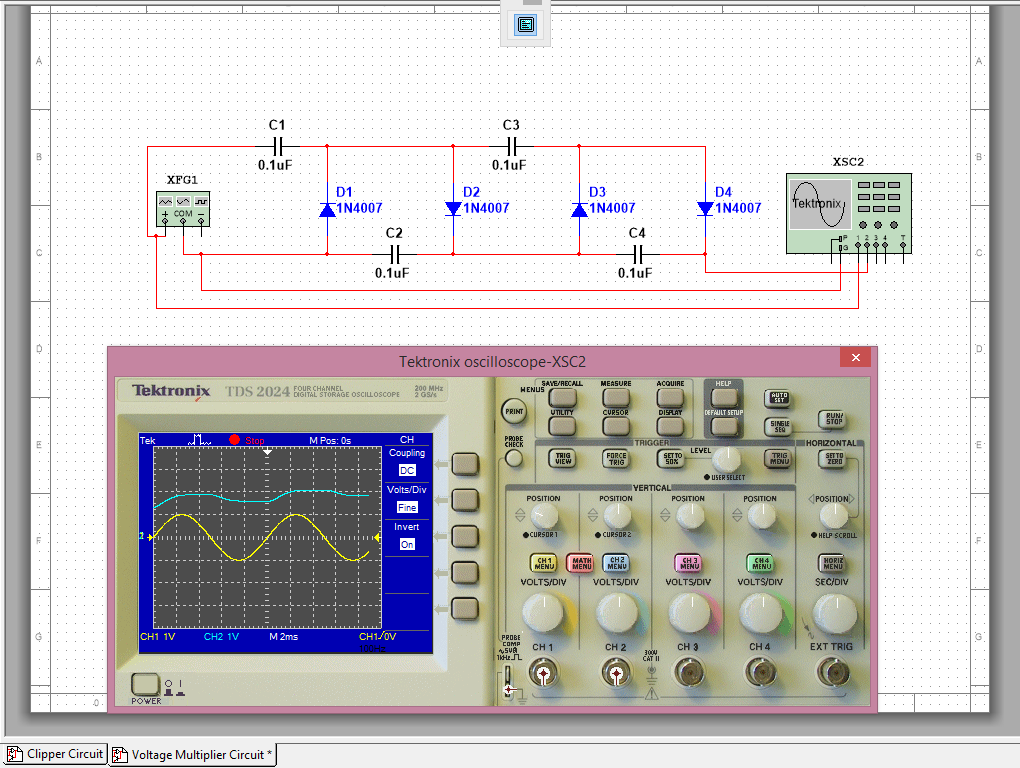 A
A
C1
C3
B
B
0.1uF
0.1uF
XSC2
XFG1
D1
D2
D3
D4
1N4007
1N4007
1N4007
1N4007
Tektronix
+ COM −
C2
C4
P
G
1 2 3 4
T
C
C
0.1uF
0.1uF
D
D
Tektronix oscilloscope-XSC2
Tektronix
TDS 2024
FOUR CHANNEL
DIGITAL STORAGE OSCILLOSCOPE
200 MHz
2 GS/s
MENUS
SAVE/RECALL
MEASURE
ACQUIRE
HELP
PRINT
AUTO
SET
UTILITY
CURSOR
DISPLAY
DEFAULT SETUP
SINGLE
SEQ
RUN/
STOP
PROBE
CHECK
TRIGGER
HORIZONTAL
TRIG
VIEW
FORCE
TRIG
SET TO
50%
LEVEL
USER SELECT
TRIG
MENU
SET TO
ZERO
VERTICAL
POSITION
POSITION
POSITION
POSITION
POSITION
CURSOR 1
CURSOR 2
HELP SCROLL
CH 1
MENU
MATH
MENU
CH 2
MENU
CH 3
MENU
CH 4
MENU
HORIZ
MENU
VOLTS/DIV
VOLTS/DIV
VOLTS/DIV
VOLTS/DIV
SEC/DIV
PROBE
COMP
~5V
1kHz
CH 1
CH 2
300V
CAT II
CH 3
CH 4
EXT TRIG
Tek
Stop
M Pos: 0s
CH
Coupling
DC
Volts/Div
Fine
Invert
On
CH1 1V
CH2 1V
M 2ms
CH1/0V
POWER
E
E
F
F
G
G
Clipper Circuit
Voltage Multiplier Circuit *